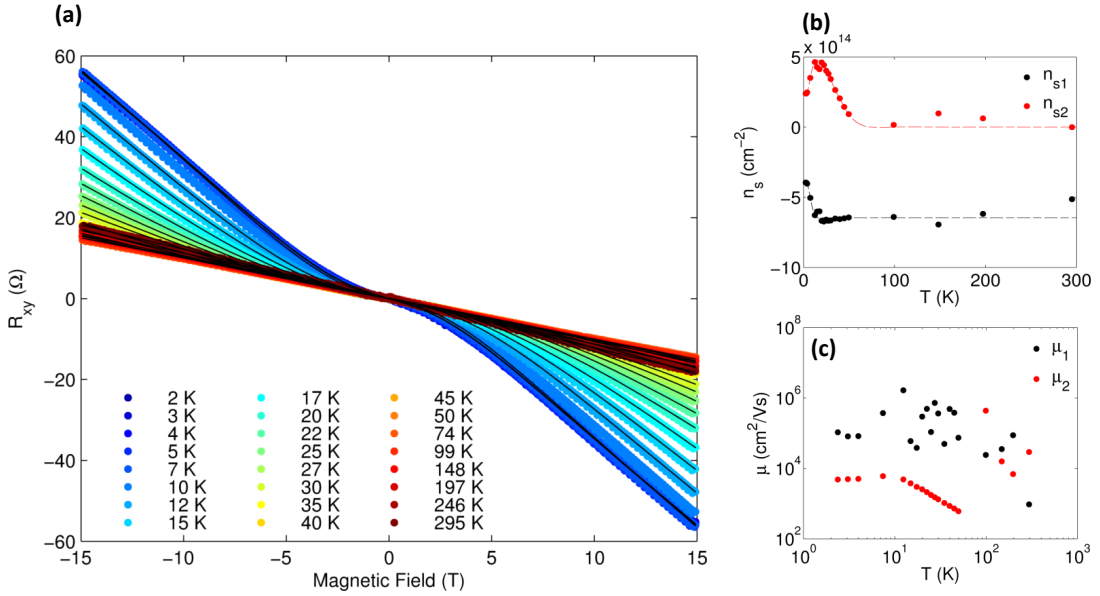 (a)
60
40
20
0
−20
−40
−60
R_xy (Ω)
2 K 17 K 45 K
3 K 20 K 50 K
4 K 22 K 74 K
5 K 25 K 99 K
7 K 27 K 148 K
10 K 30 K 197 K
12 K 35 K 246 K
15 K 40 K 295 K
−15 −10 −5 0 5 10 15
Magnetic Field (T)
(b)
x 10^14
5
0
−5
−10
n_s (cm^−2)
n_s1
n_s2
0 100 200 300
T (K)
(c)
10^8
10^6
10^4
10^2
μ (cm^2/Vs)
μ_1
μ_2
10^0 10^1 10^2 10^3
T (K)